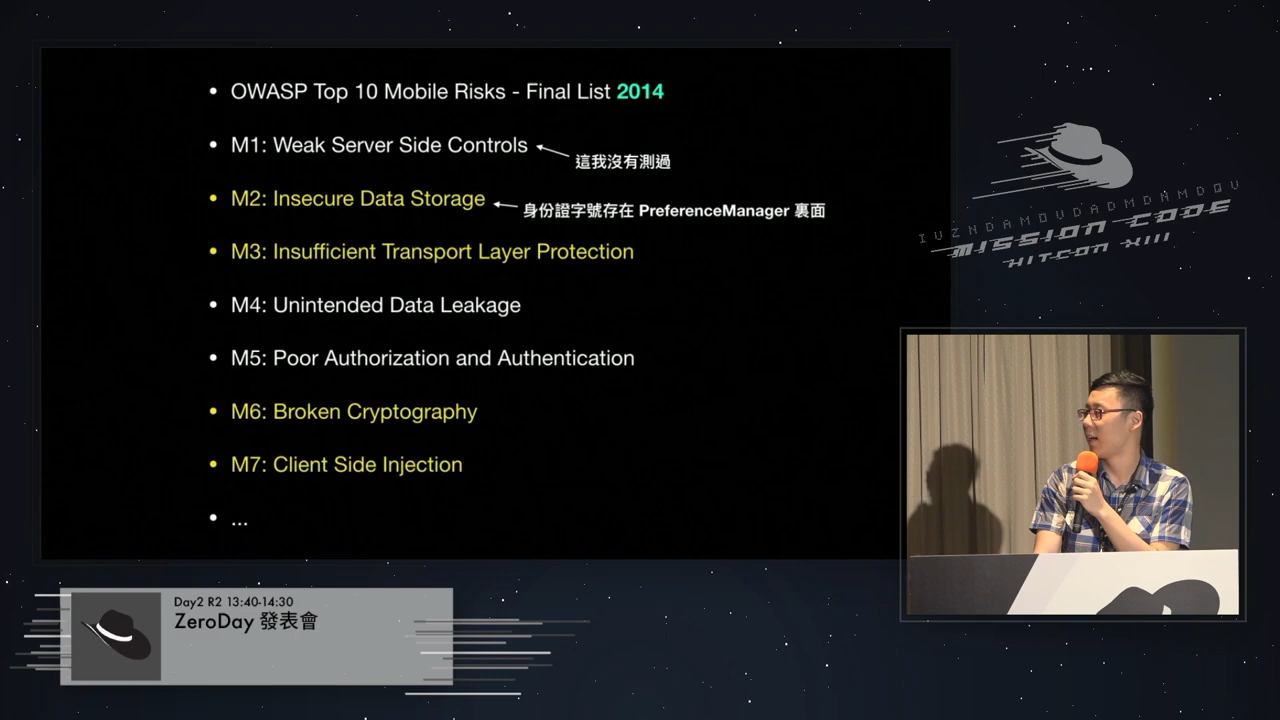 OWASP Top 10 Mobile Risks - Final List 2014
M1: Weak Server Side Controls
這我沒有測過
M2: Insecure Data Storage
身份證字號存在 PreferenceManager 裏面
M3: Insufficient Transport Layer Protection
M4: Unintended Data Leakage
M5: Poor Authorization and Authentication
M6: Broken Cryptography
M7: Client Side Injection
...
MISSION CODE
HITCON XIII
Day2 R2 13:40-14:30
ZeroDay 發表會